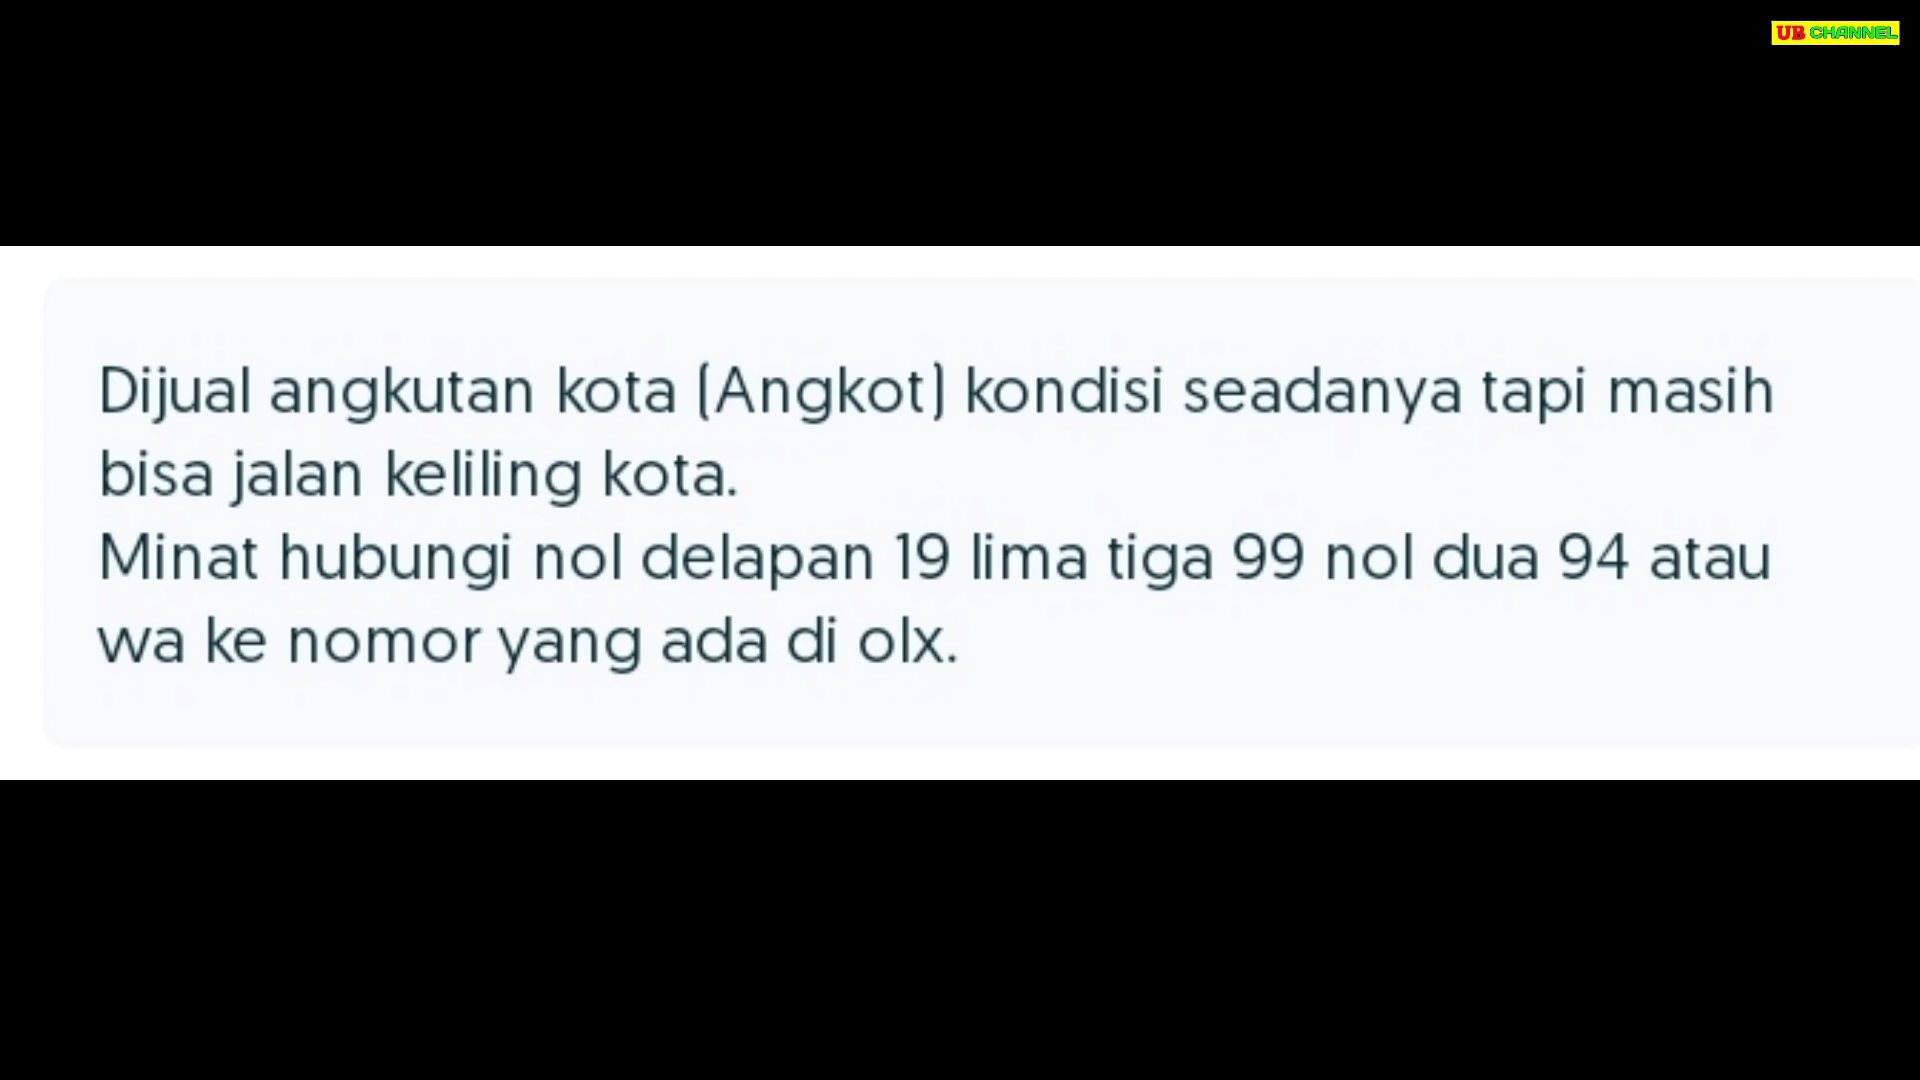 UB CHANNEL
Dijual angkutan kota (Angkot) kondisi seadanya tapi masih
bisa jalan keliling kota.
Minat hubungi nol delapan 19 lima tiga 99 nol dua 94 atau
wa ke nomor yang ada di olx.